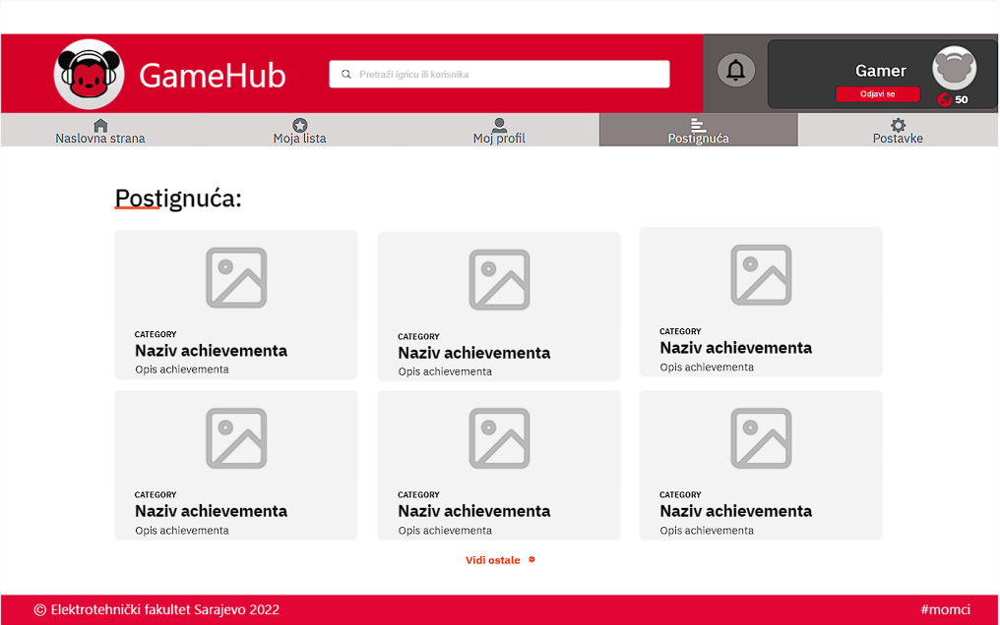 GameHub
Pretraži igricu ili korisnika
Gamer
Odjavi se
50
Naslovna strana
Moja lista
Moj profil
Postignuća
Postavke
Postignuća:
CATEGORY
Naziv achievementa
Opis achievementa
CATEGORY
Naziv achievementa
Opis achievementa
CATEGORY
Naziv achievementa
Opis achievementa
CATEGORY
Naziv achievementa
Opis achievementa
CATEGORY
Naziv achievementa
Opis achievementa
CATEGORY
Naziv achievementa
Opis achievementa
Vidi ostale
© Elektrotehnički fakultet Sarajevo 2022
#momci